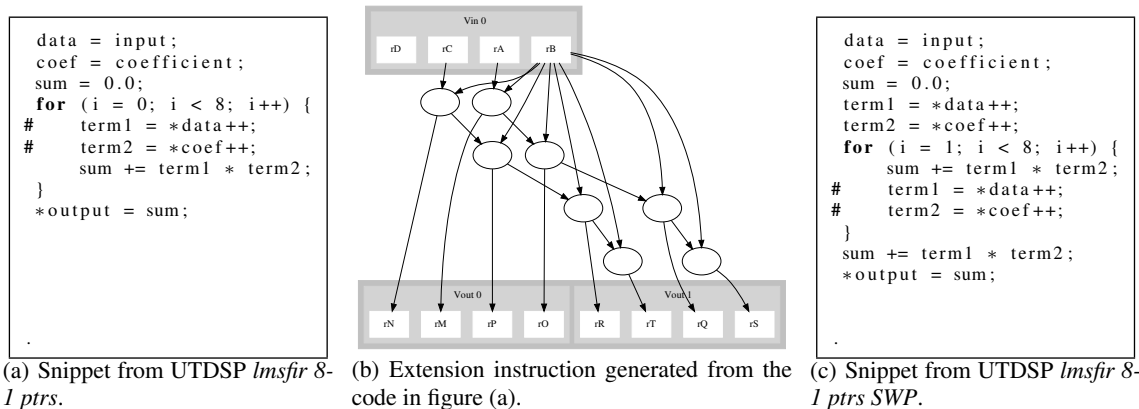 data = input;
coef = coefficient;
sum = 0.0;
for (i = 0; i < 8; i++) {
# term1 = *data++;
# term2 = *coef++;
sum += term1 * term2;
}
*output = sum;
.
(a) Snippet from UTDSP lmsfir 8-
1 ptrs.
Vin 0
rD rC rA rB
Vout 0 Vout 1
rN rM rP rO rR rT rQ rS
(b) Extension instruction generated from the
code in figure (a).
data = input;
coef = coefficient;
sum = 0.0;
term1 = *data++;
term2 = *coef++;
for (i = 1; i < 8; i++) {
sum += term1 * term2;
# term1 = *data++;
# term2 = *coef++;
}
sum += term1 * term2;
*output = sum;
.
(c) Snippet from UTDSP lmsfir 8-
1 ptrs SWP.